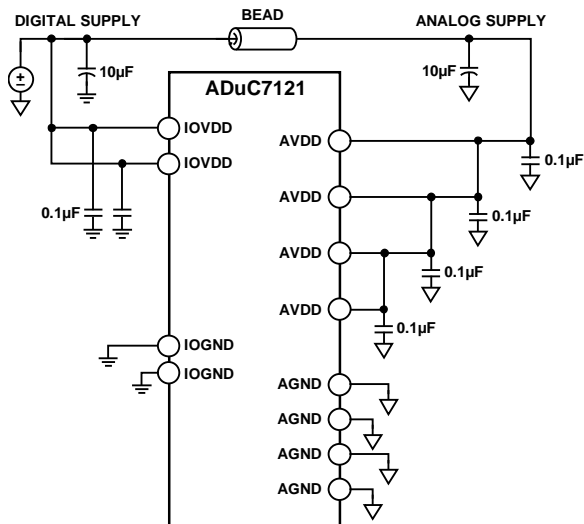 DIGITAL SUPPLY
BEAD
ANALOG SUPPLY
+
−
10µF
10µF
ADuC7121
IOVDD
IOVDD
0.1µF
AVDD
0.1µF
AVDD
0.1µF
AVDD
0.1µF
AVDD
0.1µF
IOGND
IOGND
AGND
AGND
AGND
AGND